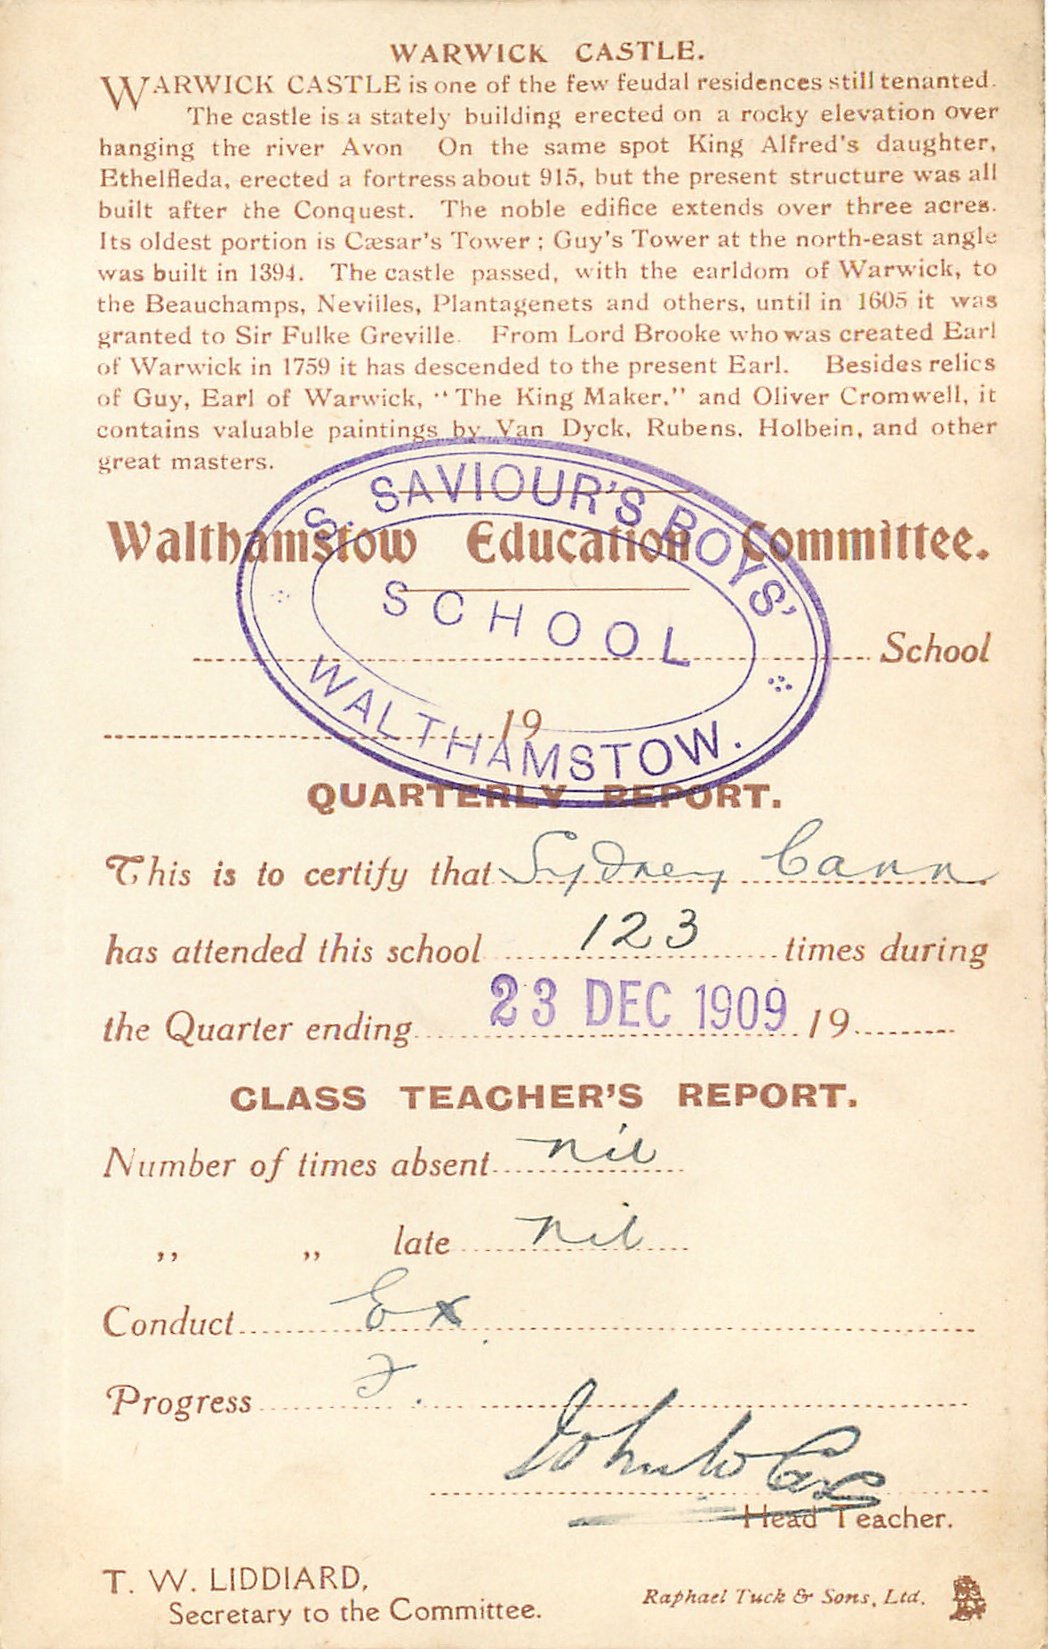 WARWICK CASTLE.
WARWICK CASTLE is one of the few feudal residences still tenanted.
The castle is a stately building erected on a rocky elevation over
hanging the river Avon On the same spot King Alfred's daughter,
Ethelfleda, erected a fortress about 915, but the present structure was all
built after the Conquest. The noble edifice extends over three acres.
Its oldest portion is Cæsar's Tower; Guy's Tower at the north-east angle
was built in 1394. The castle passed, with the earldom of Warwick, to
the Beauchamps, Nevilles, Plantagenets and others, until in 1605 it was
granted to Sir Fulke Greville. From Lord Brooke who was created Earl
of Warwick in 1759 it has descended to the present Earl. Besides relics
of Guy, Earl of Warwick, "The King Maker," and Oliver Cromwell, it
contains valuable paintings by Van Dyck, Rubens, Holbein, and other
great masters.
S. SAVIOUR'S BOYS'
Walthamstow Education Committee.
SCHOOL
School
WALTHAMSTOW.
19
QUARTERLY REPORT.
This is to certify that Sydney Cann
has attended this school 123 times during
the Quarter ending 23 DEC 1909 19
CLASS TEACHER'S REPORT.
Number of times absent nil
,, ,, late nil
Conduct Ex
Progress F.
John W
Head Teacher.
T. W. LIDDIARD,
Secretary to the Committee.
Raphael Tuck & Sons, Ltd.